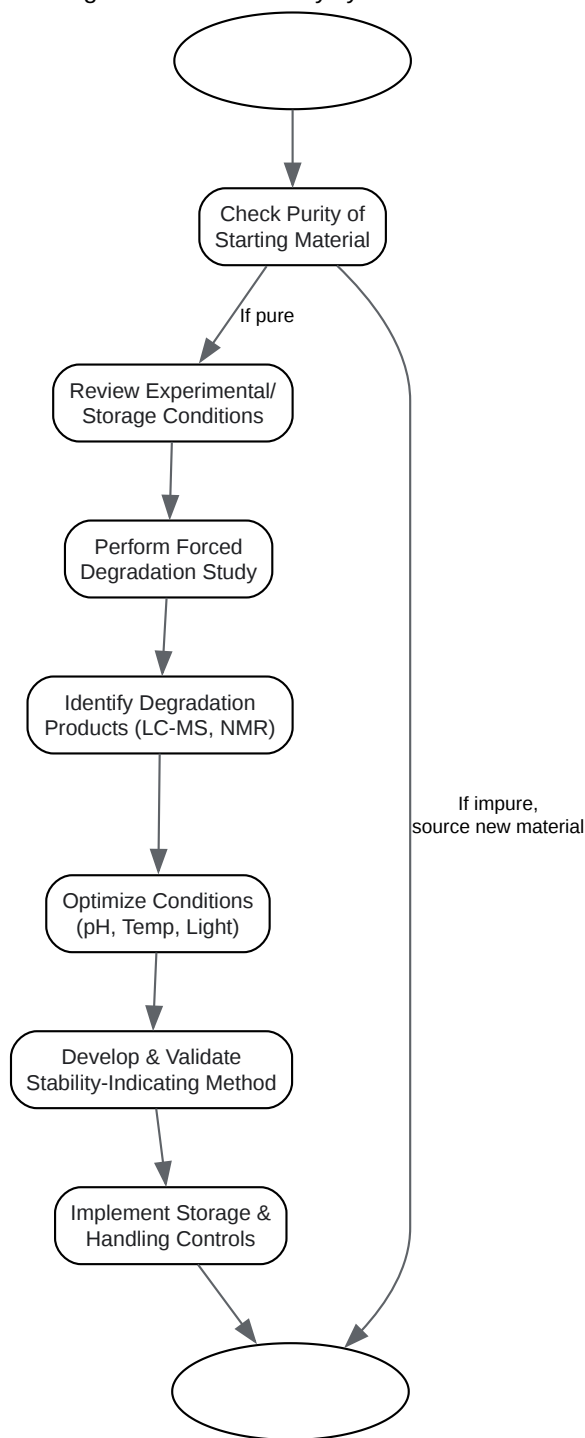 Check Purity of
Starting Material
If pure
Review Experimental/
Storage Conditions
Perform Forced
Degradation Study
Identify Degradation
Products (LC-MS, NMR)
If impure,
source new material
Optimize Conditions
(pH, Temp, Light)
Develop & Validate
Stability-Indicating Method
Implement Storage &
Handling Controls